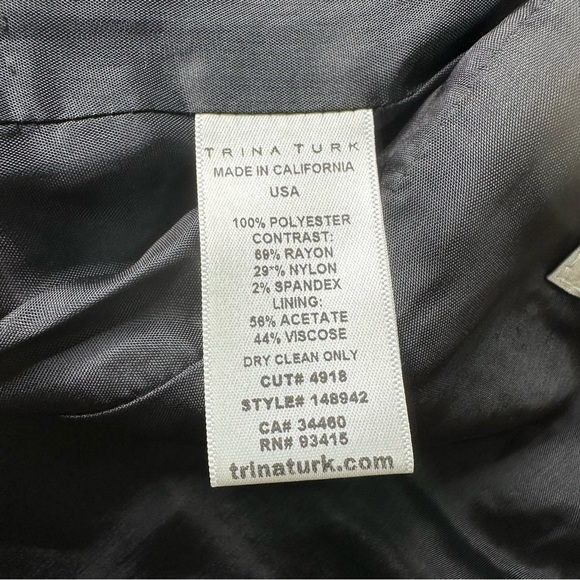 TRINA TURK
MADE IN CALIFORNIA
USA
100% POLYESTER
CONTRAST:
69% RAYON
29"% NYLON
2% SPANDEX
LINING:
56% ACETATE
44% VISCOSE
DRY CLEAN ONLY
CUT# 4918
STYLE# 148942
CA# 34460
RN# 93415
trinaturk.com